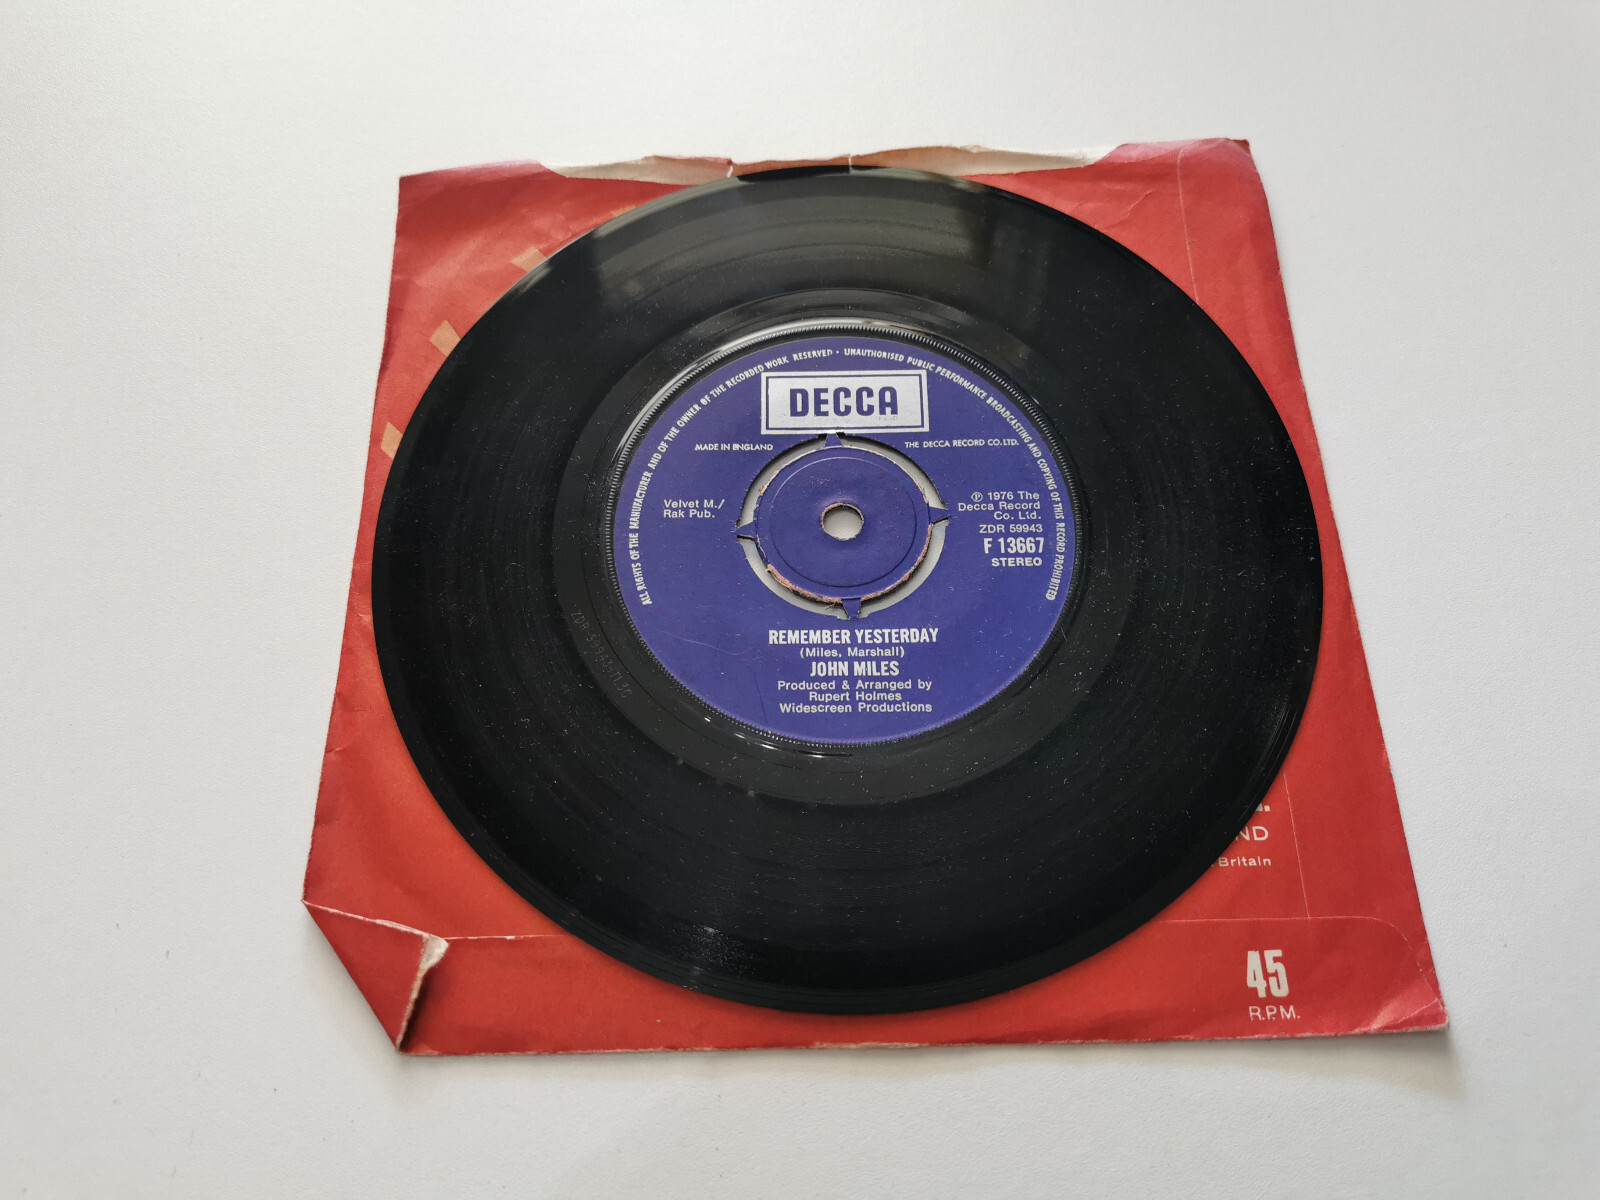 ALL RIGHTS OF THE MANUFACTURER AND OF THE OWNER OF THE RECORDED WORK RESERVED · UNAUTHORISED PUBLIC PERFORMANCE BROADCASTING AND COPYING OF THIS RECORD PROHIBITED
DECCA
MADE IN ENGLAND
THE DECCA RECORD CO. LTD.
Velvet M./
Rak Pub.
℗ 1976 The
Decca Record
Co. Ltd.
ZDR 59943
F 13667
STEREO
REMEMBER YESTERDAY
(Miles, Marshall)
JOHN MILES
Produced & Arranged by
Rupert Holmes
Widescreen Productions
ND
Britain
45
R.P.M.